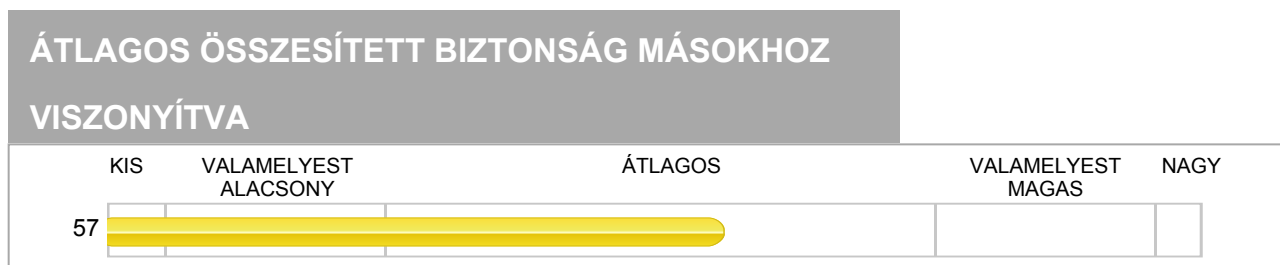 ÁTLAGOS ÖSSZESÍTETT BIZTONSÁG MÁSOKHOZ
VISZONYÍTVA
KIS VALAMELYEST ALACSONY ÁTLAGOS VALAMELYEST MAGAS NAGY
57